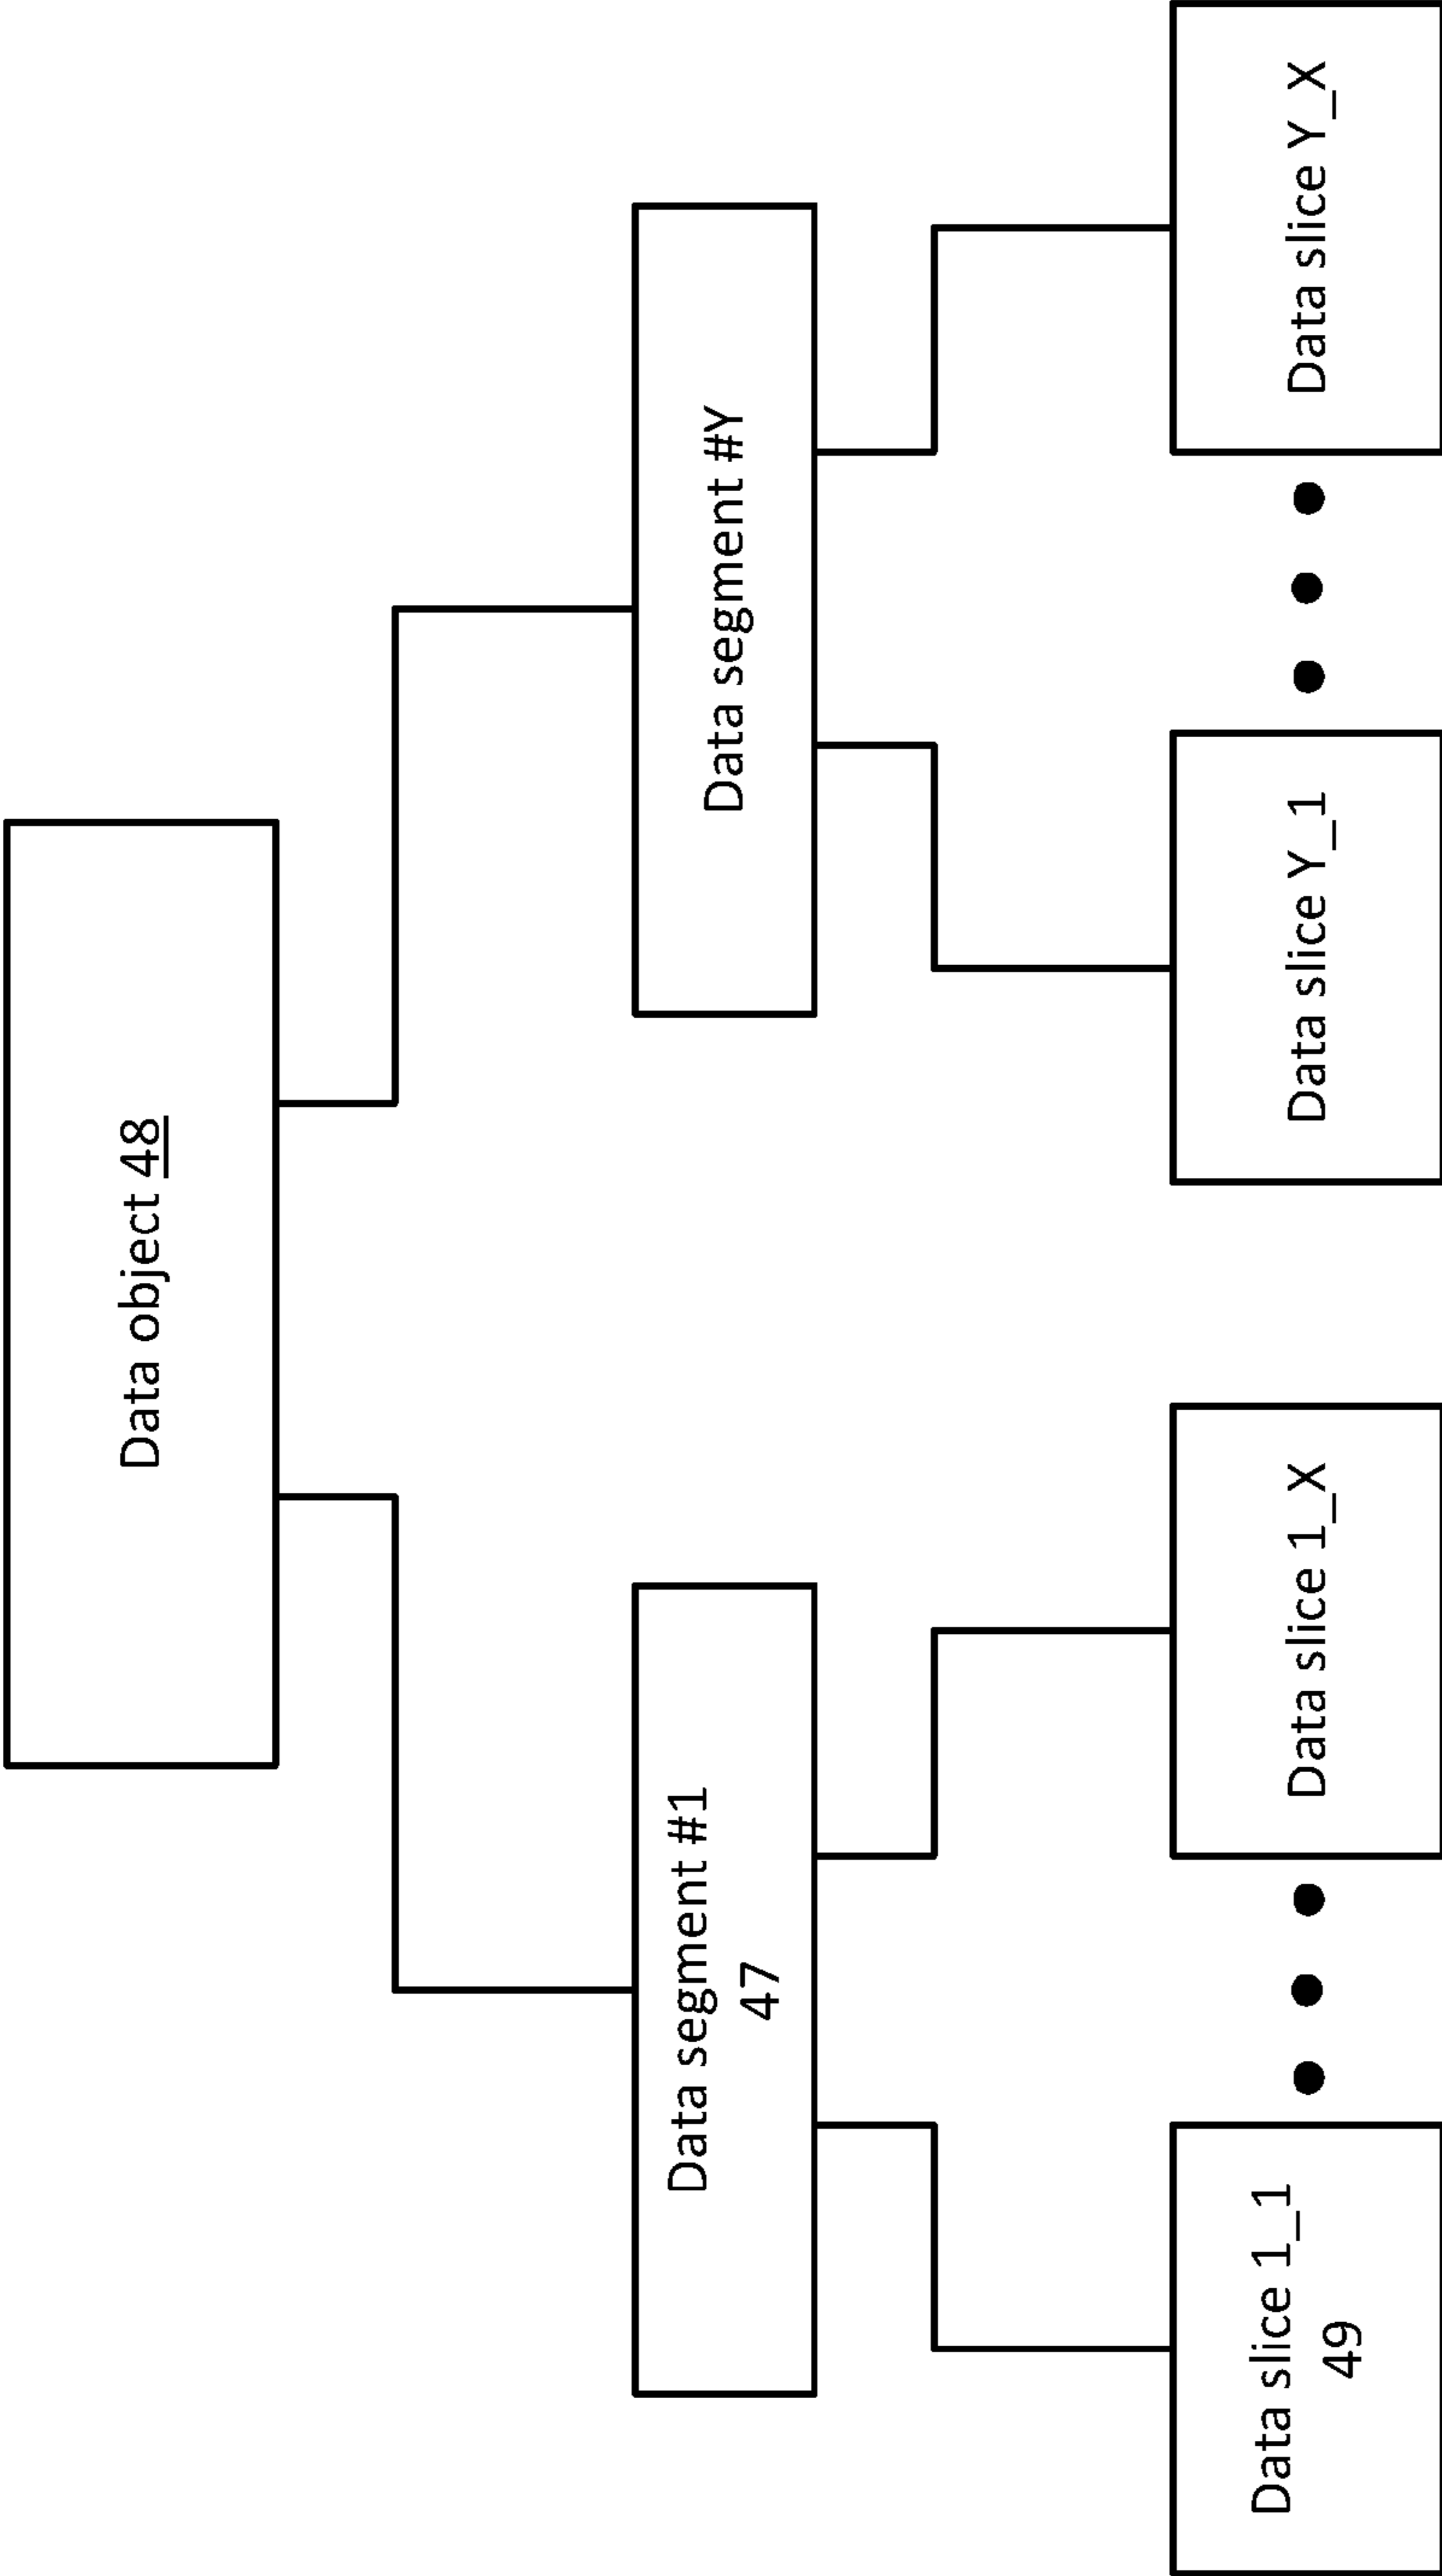 Data object 48
Data segment #1
47
Data segment #Y
Data slice 1_1
49
Data slice 1_X
Data slice Y_1
Data slice Y_X